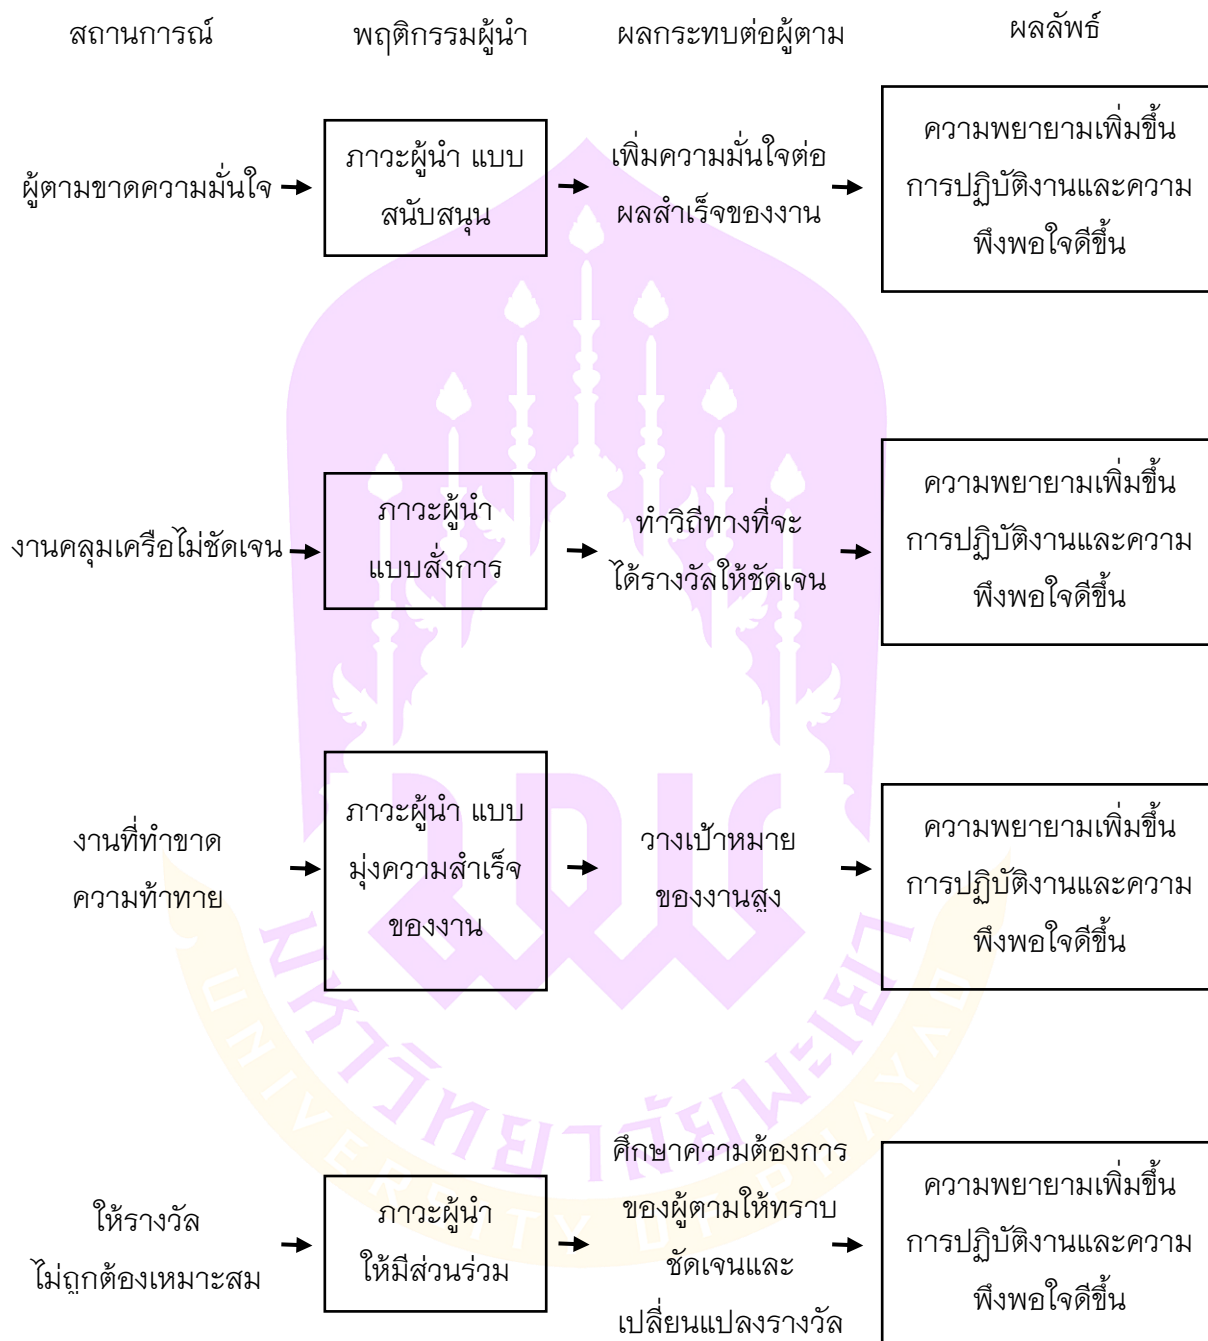 สถานการณ์ พฤติกรรมผู้นำ ผลกระทบต่อผู้ตาม ผลลัพธ์
ผู้ตามขาดความมั่นใจ
ภาวะผู้นำ แบบ
สนับสนุน
เพิ่มความมั่นใจต่อ
ผลสำเร็จของงาน
ความพยายามเพิ่มขึ้น
การปฏิบัติงานและความ
พึงพอใจดีขึ้น
งานคลุมเครือไม่ชัดเจน
ภาวะผู้นำ
แบบสั่งการ
ทำวิถีทางที่จะ
ได้รางวัลให้ชัดเจน
ความพยายามเพิ่มขึ้น
การปฏิบัติงานและความ
พึงพอใจดีขึ้น
งานที่ทำขาด
ความท้าทาย
ภาวะผู้นำ แบบ
มุ่งความสำเร็จ
ของงาน
วางเป้าหมาย
ของงานสูง
ความพยายามเพิ่มขึ้น
การปฏิบัติงานและความ
พึงพอใจดีขึ้น
ให้รางวัล
ไม่ถูกต้องเหมาะสม
ภาวะผู้นำ
ให้มีส่วนร่วม
ศึกษาความต้องการ
ของผู้ตามให้ทราบ
ชัดเจนและ
เปลี่ยนแปลงรางวัล
ความพยายามเพิ่มขึ้น
การปฏิบัติงานและความ
พึงพอใจดีขึ้น
มหาวิทยาลัยพะเยา
UNIVERSITY OF PHAYAO